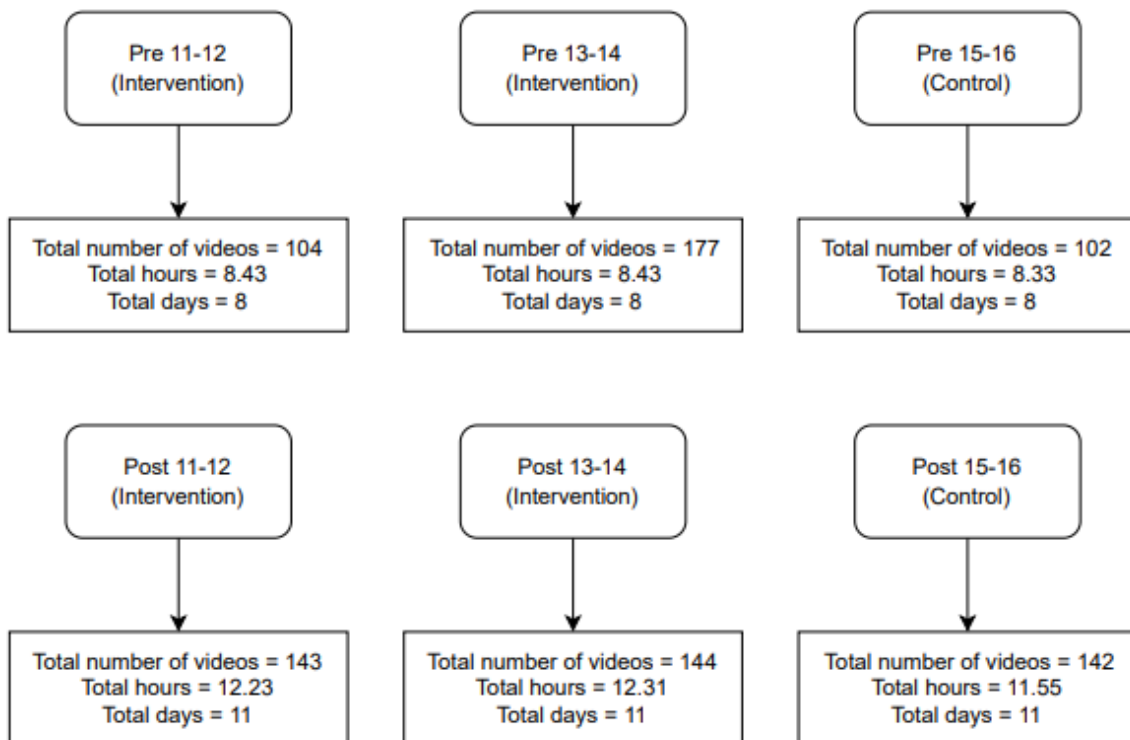 Pre 11-12
(Intervention)
Pre 13-14
(Intervention)
Pre 15-16
(Control)
Total number of videos = 104
Total hours = 8.43
Total days = 8
Total number of videos = 177
Total hours = 8.43
Total days = 8
Total number of videos = 102
Total hours = 8.33
Total days = 8
Post 11-12
(Intervention)
Post 13-14
(Intervention)
Post 15-16
(Control)
Total number of videos = 143
Total hours = 12.23
Total days = 11
Total number of videos = 144
Total hours = 12.31
Total days = 11
Total number of videos = 142
Total hours = 11.55
Total days = 11